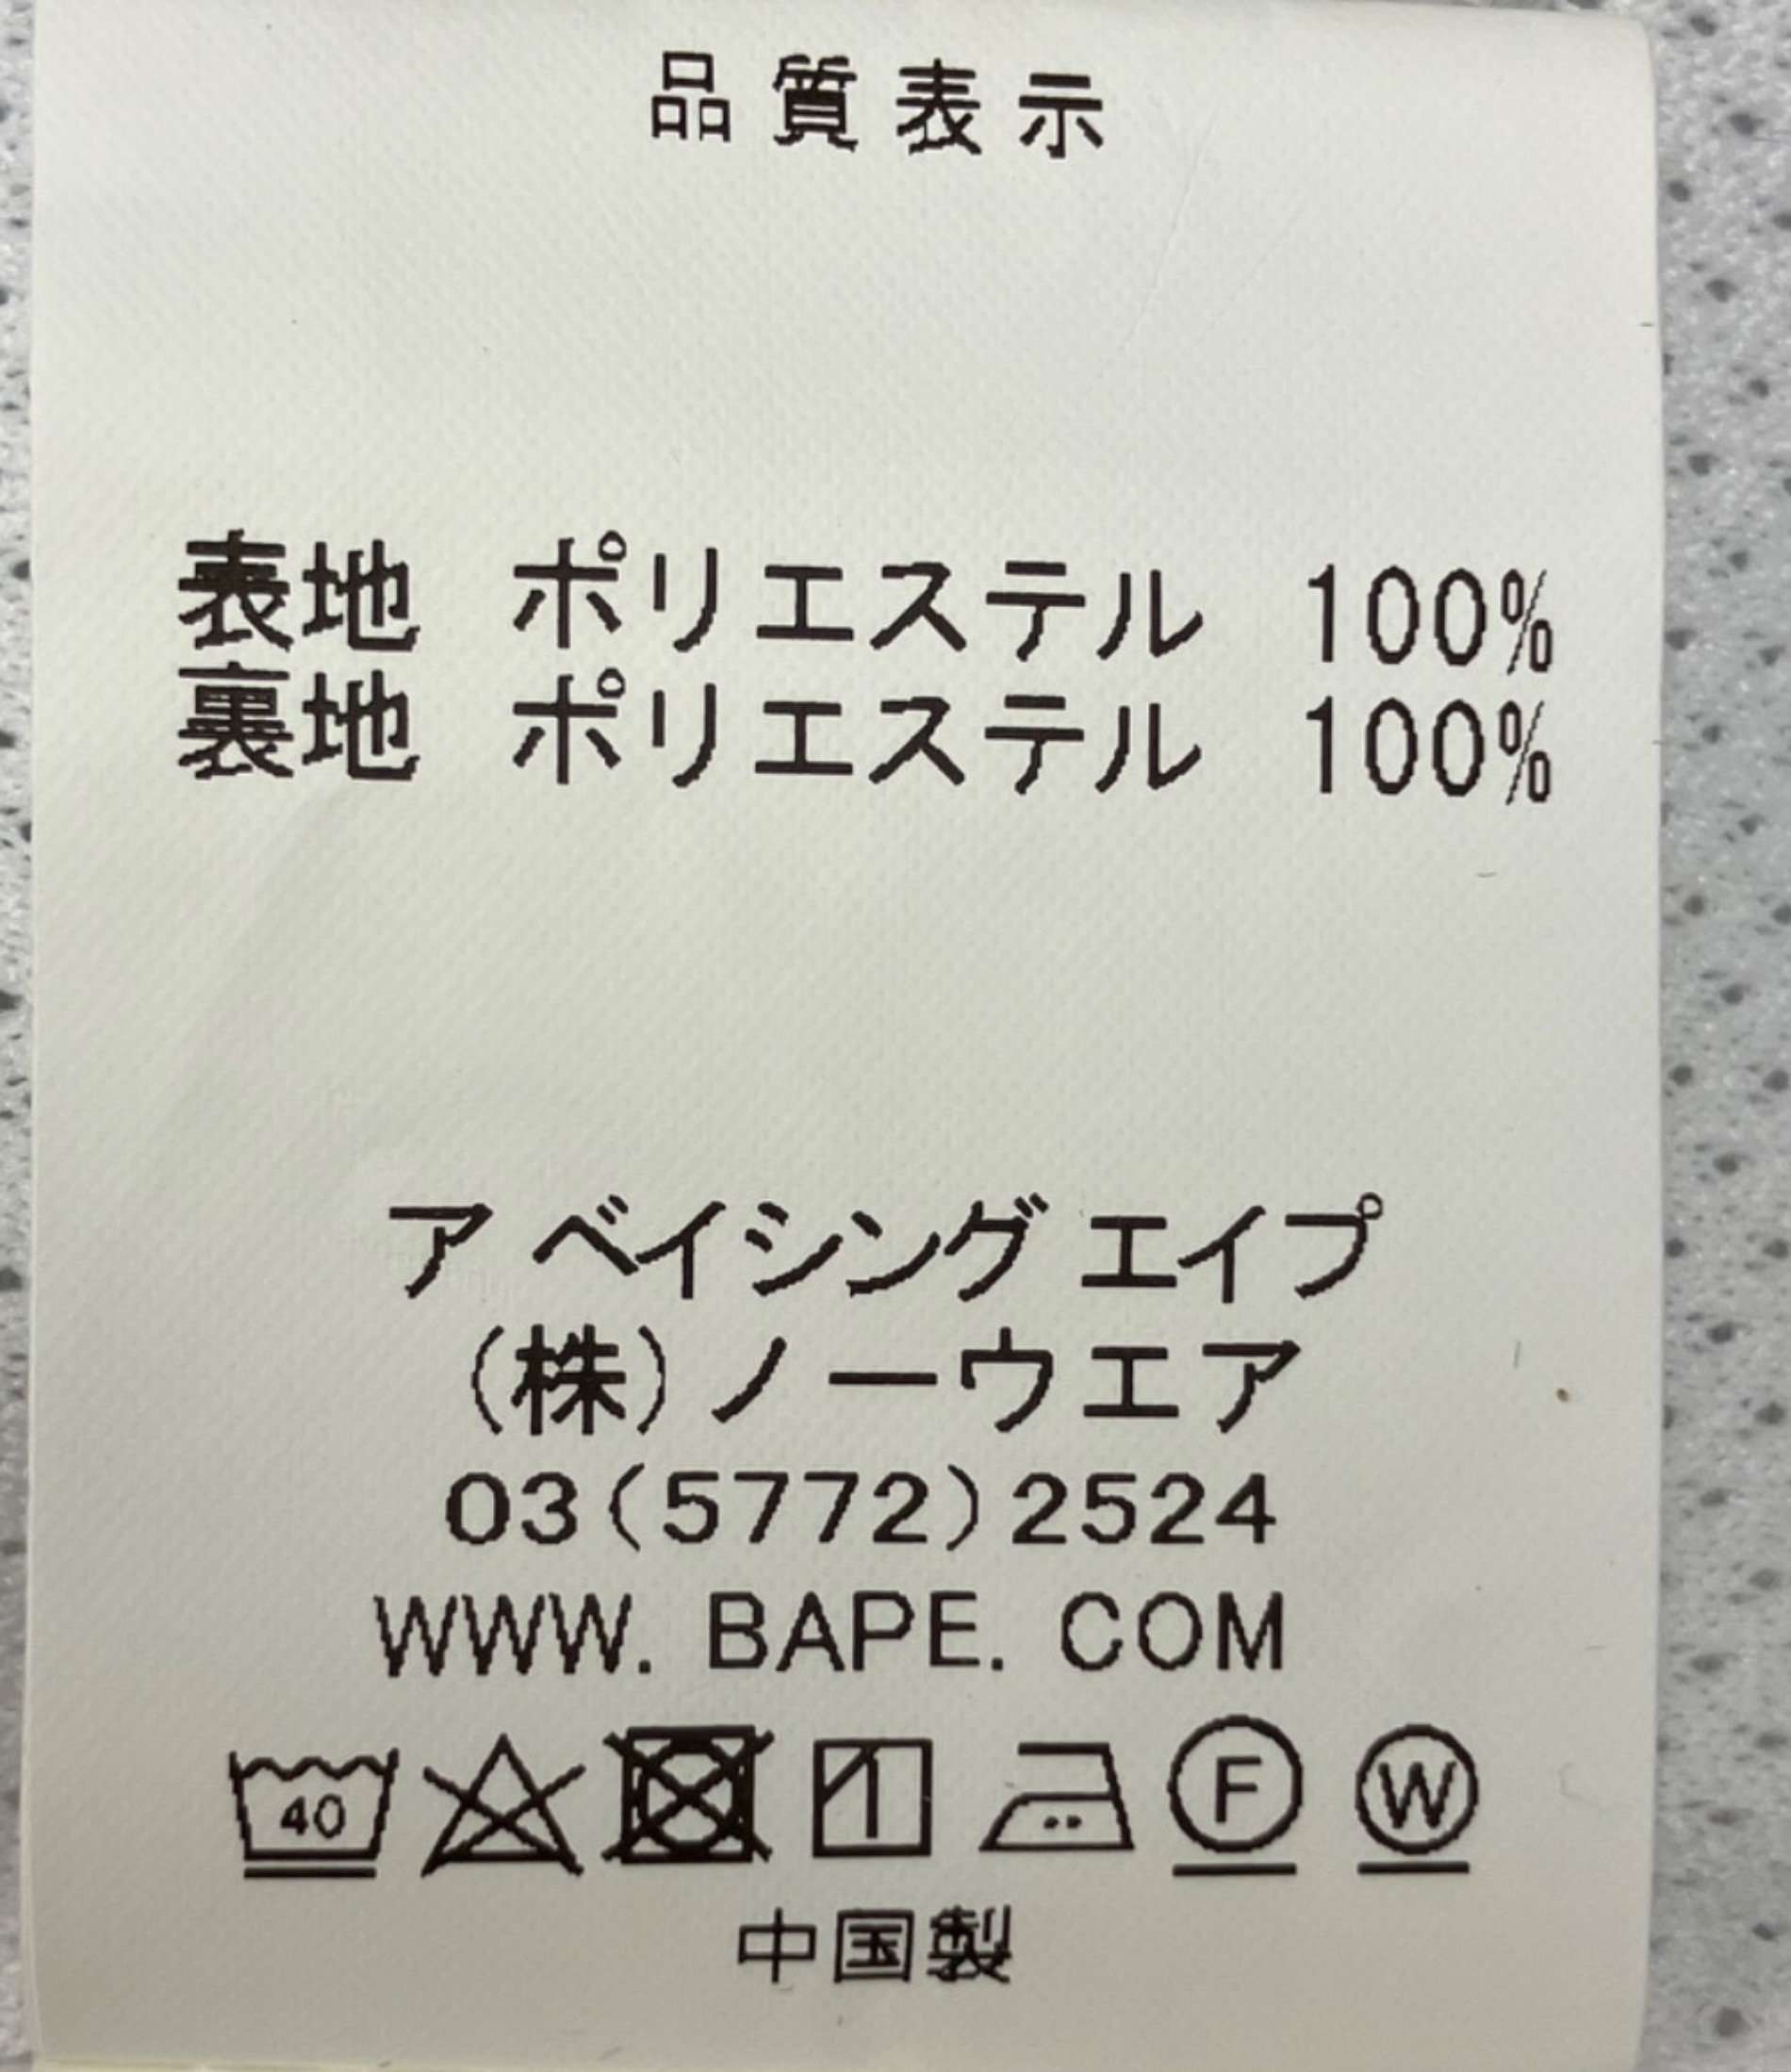 品質表示
表地 ポリエステル 100%
裏地 ポリエステル 100%
ア ベイシング エイプ
(株)ノーウエア
03(5772)2524
WWW. BAPE. COM
40 F W
中国製